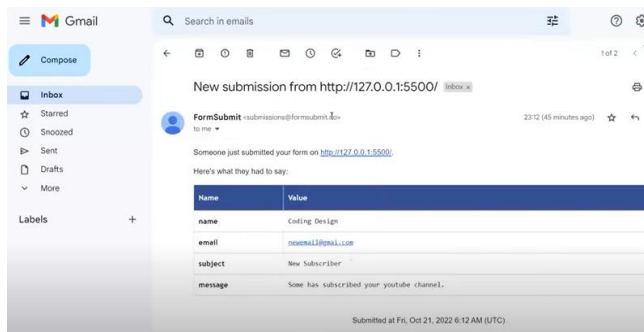 Gmail
Search in emails
Compose
1 of 2
Inbox
Starred
Snoozed
Sent
Drafts
More
Labels
New submission from http://127.0.0.1:5500/ Inbox x
FormSubmit <submissions@formsubmit.co> 23:12 (45 minutes ago)
to me
Someone just submitted your form on http://127.0.0.1:5500/.
Here's what they had to say:
Name Value
name Coding Design
email newemail@gmai.com
subject New Subscriber
message Some has subscribed your youtube channel.
Submitted at Fri, Oct 21, 2022 6:12 AM (UTC)